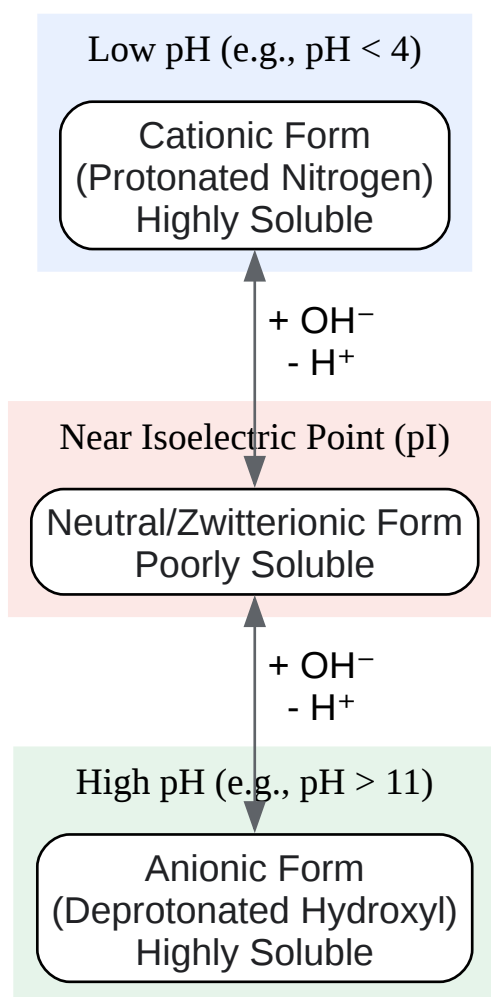 Low pH (e.g., pH < 4)
Cationic Form
(Protonated Nitrogen)
Highly Soluble
+ OH⁻
- H⁺
Near Isoelectric Point (pI)
Neutral/Zwitterionic Form
Poorly Soluble
+ OH⁻
- H⁺
High pH (e.g., pH > 11)
Anionic Form
(Deprotonated Hydroxyl)
Highly Soluble